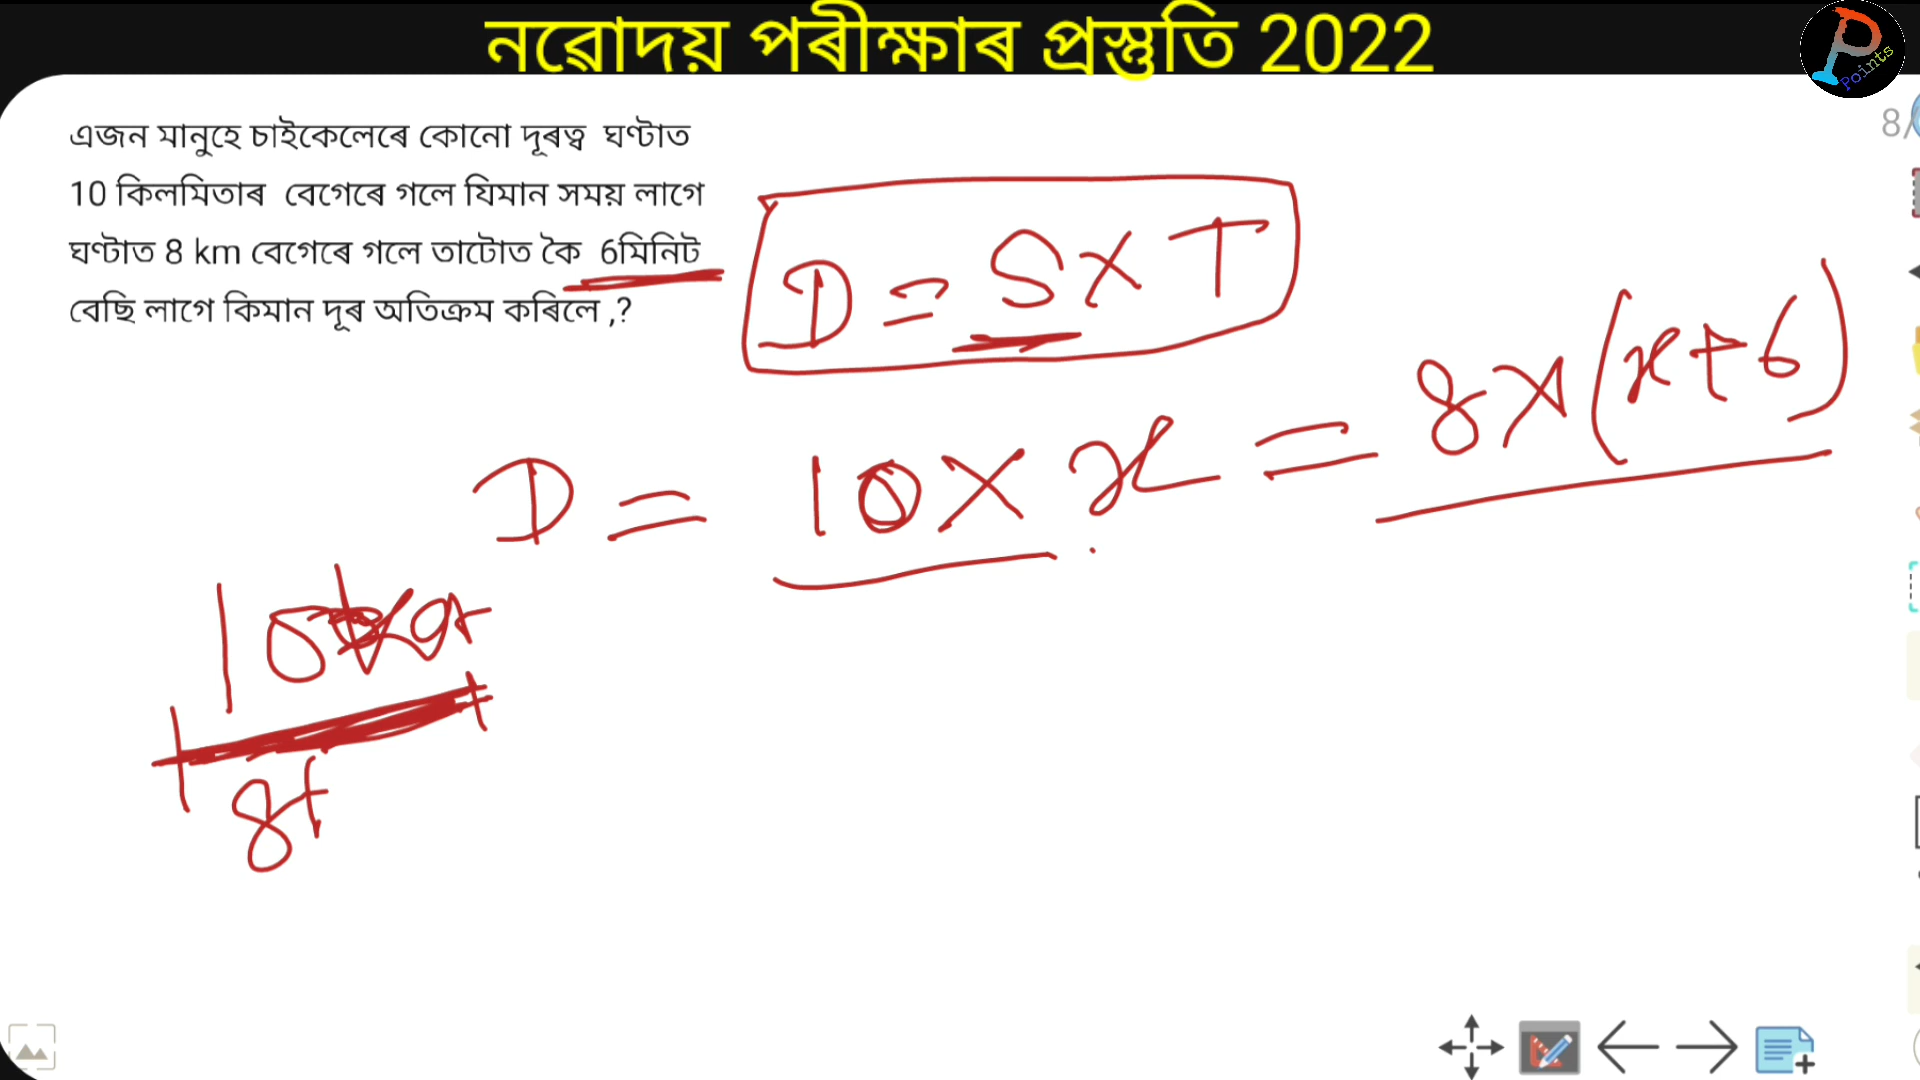 নৱোদয় পৰীক্ষাৰ প্ৰস্তুতি 2022
P
Points
8/
এজন মানুহে চাইকেলেৰে কোনো দূৰত্ব ঘণ্টাত
10 কিলমিতাৰ বেগেৰে গলে যিমান সময় লাগে
ঘণ্টাত 8 km বেগেৰে গলে তাটোত কৈ 6মিনিট
বেছি লাগে কিমান দূৰ অতিক্ৰম কৰিলে ,?
D = S X T
D = 10 X x = 8 X (x+6)